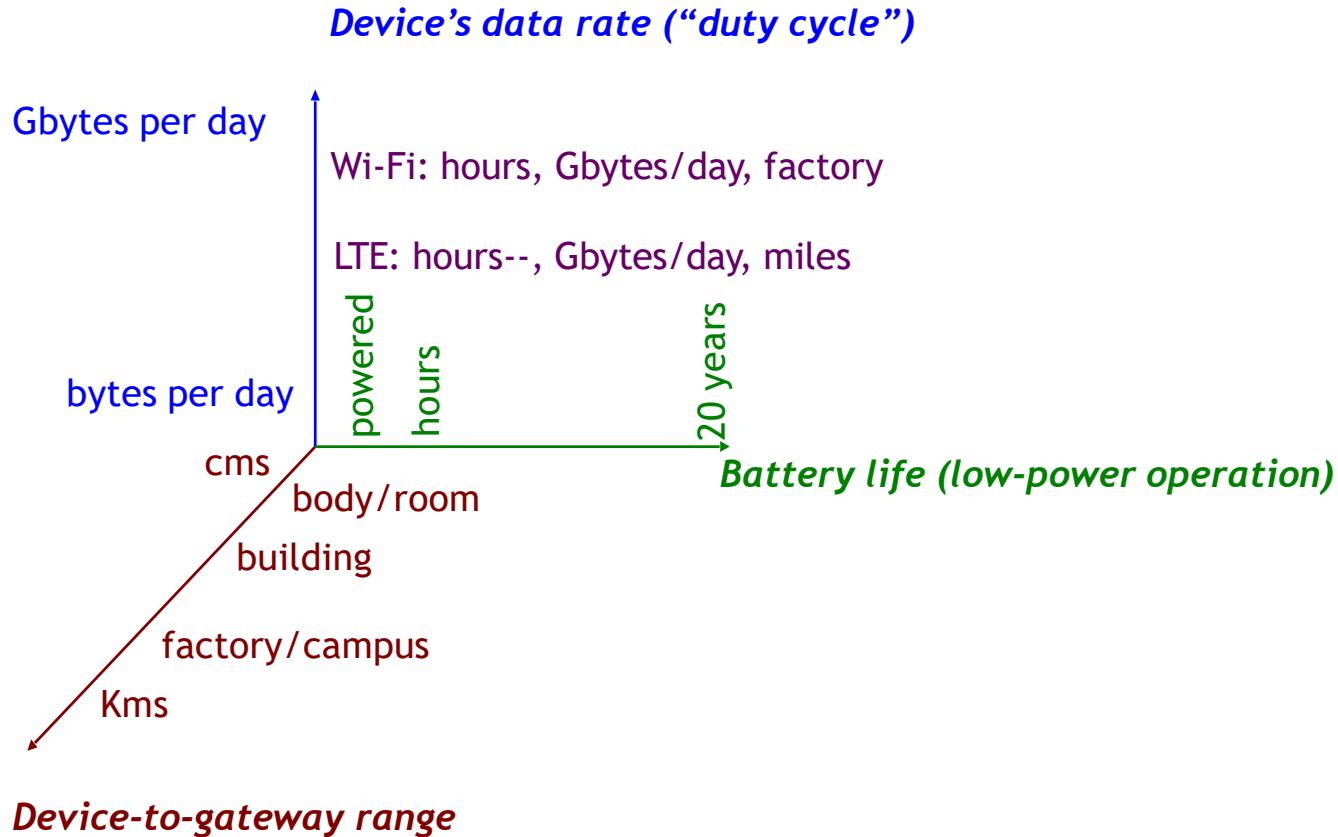 Device’s data rate (“duty cycle”)
Gbytes per day
Wi-Fi: hours, Gbytes/day, factory
LTE: hours--, Gbytes/day, miles
powered
hours
20 years
bytes per day
cms
Battery life (low-power operation)
body/room
building
factory/campus
Kms
Device-to-gateway range